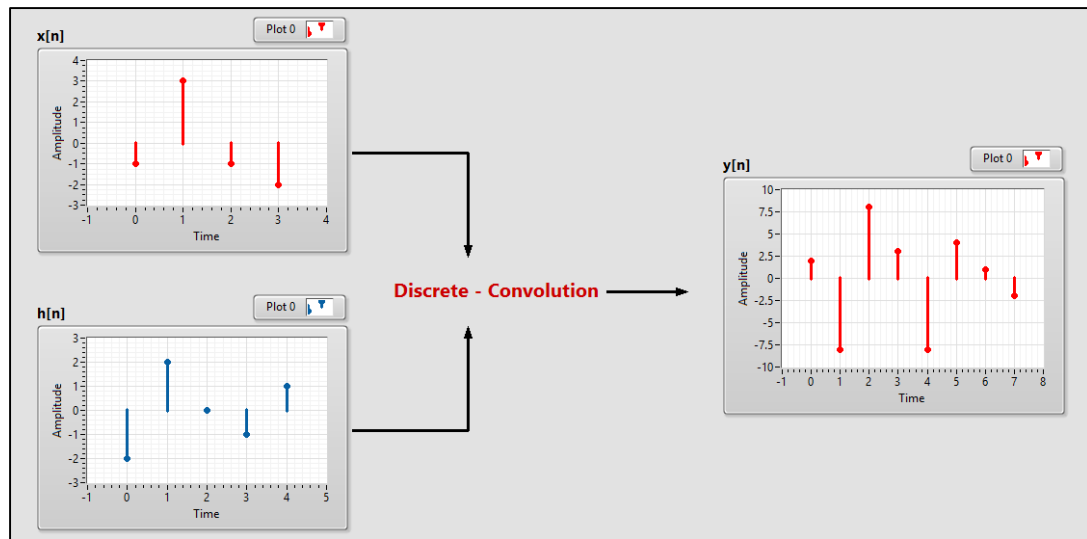 x[n]
Plot 0
4
3
2
1
0
-1
-2
-3
Amplitude
-1 0 1 2 3 4
Time
h[n]
Plot 0
3
2
1
0
-1
-2
-3
Amplitude
-1 0 1 2 3 4 5
Time
Discrete - Convolution
y[n]
Plot 0
10
7.5
5
2.5
0
-2.5
-5
-7.5
-10
Amplitude
-1 0 1 2 3 4 5 6 7 8
Time